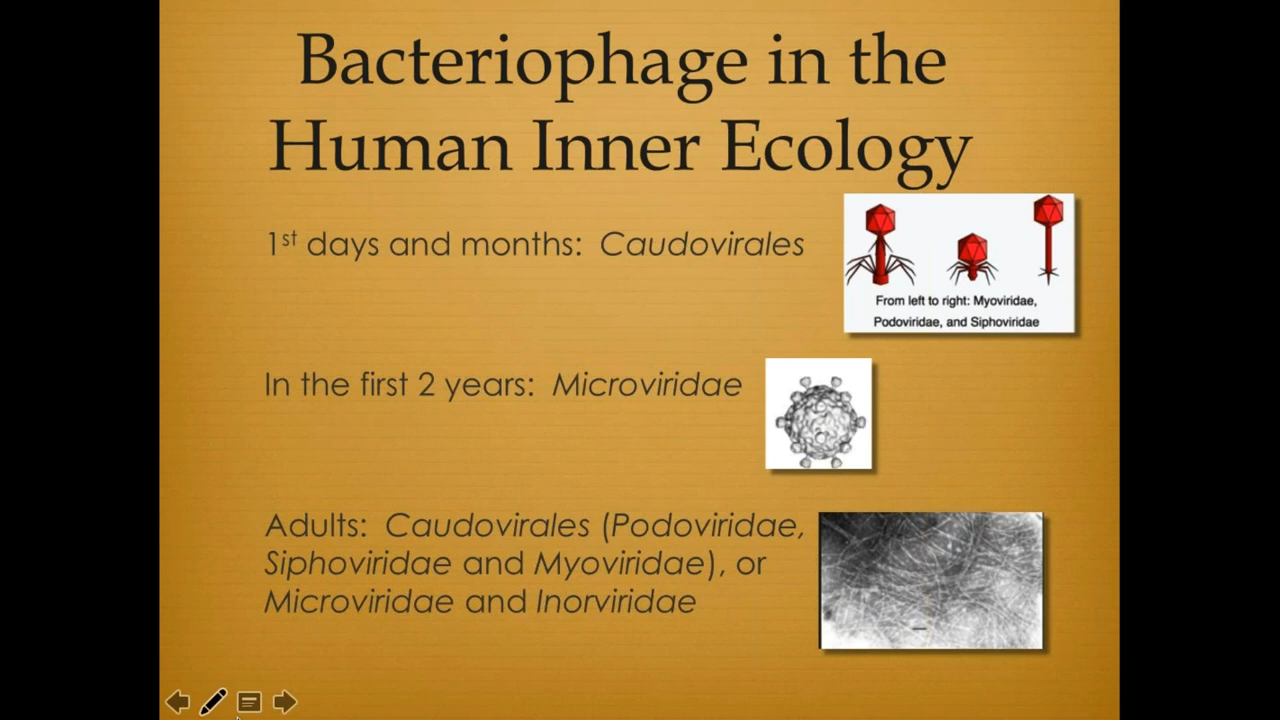 Bacteriophage in the
Human Inner Ecology
1st days and months: Caudovirales
From left to right: Myoviridae,
Podoviridae, and Siphoviridae
In the first 2 years: Microviridae
Adults: Caudovirales (Podoviridae,
Siphoviridae and Myoviridae), or
Microviridae and Inorviridae